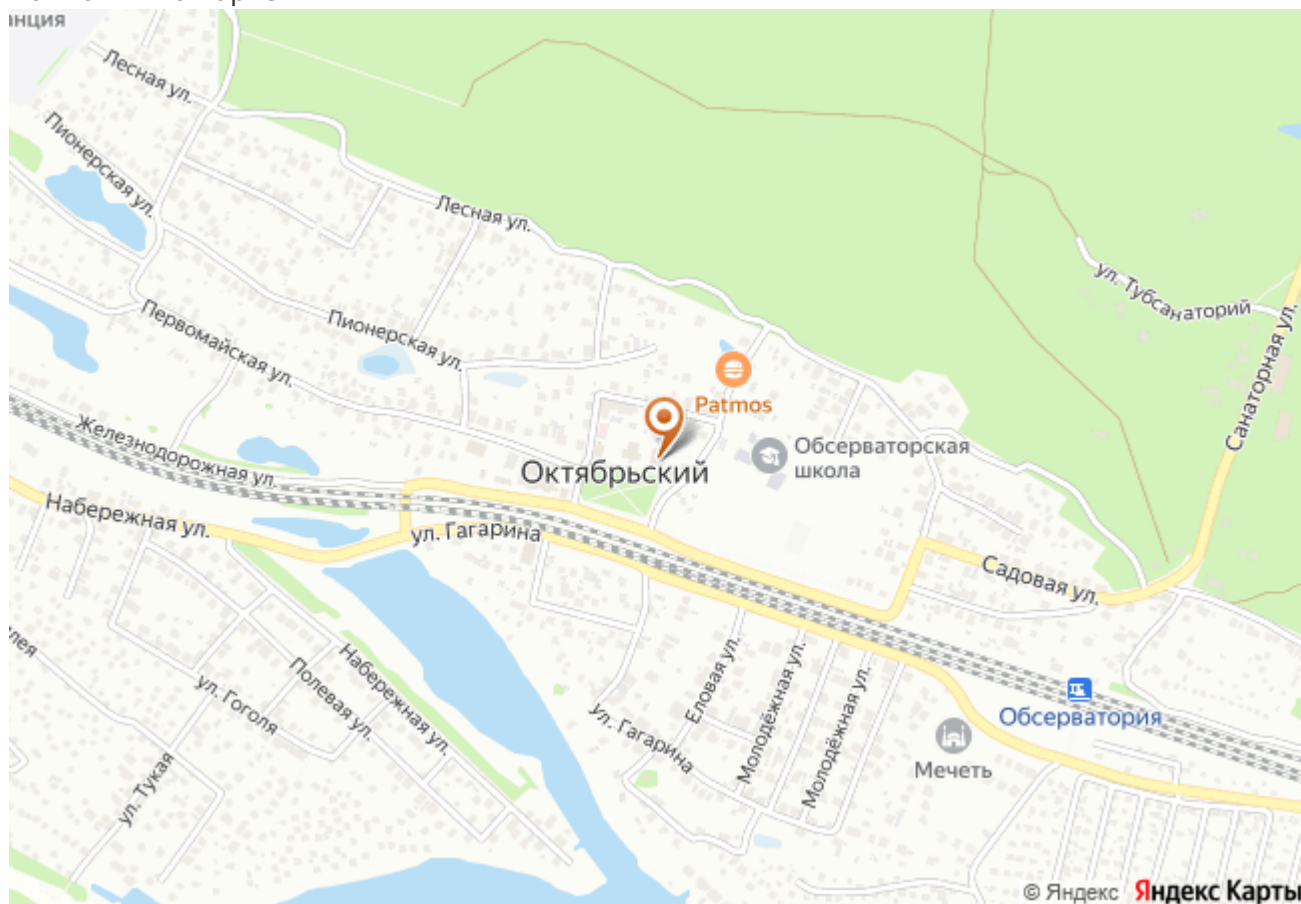 нция
Лесная ул.
Пионерская ул.
Лесная ул.
ул. Тубсанаторий
Первомайская ул.
Пионерская ул.
Санаторная ул.
Patmos
Обсерваторская
школа
Октябрьский
Железнодорожная ул.
Набережная ул.
ул. Гагарина
Садовая ул.
лея
ул. Гоголя
Полевая ул.
Набережная ул.
Еловая ул.
Молодёжная ул.
Молодёжная ул.
ул. Гагарина
Обсерватория
Мечеть
ул. Тукая
© Яндекс Яндекс Карты